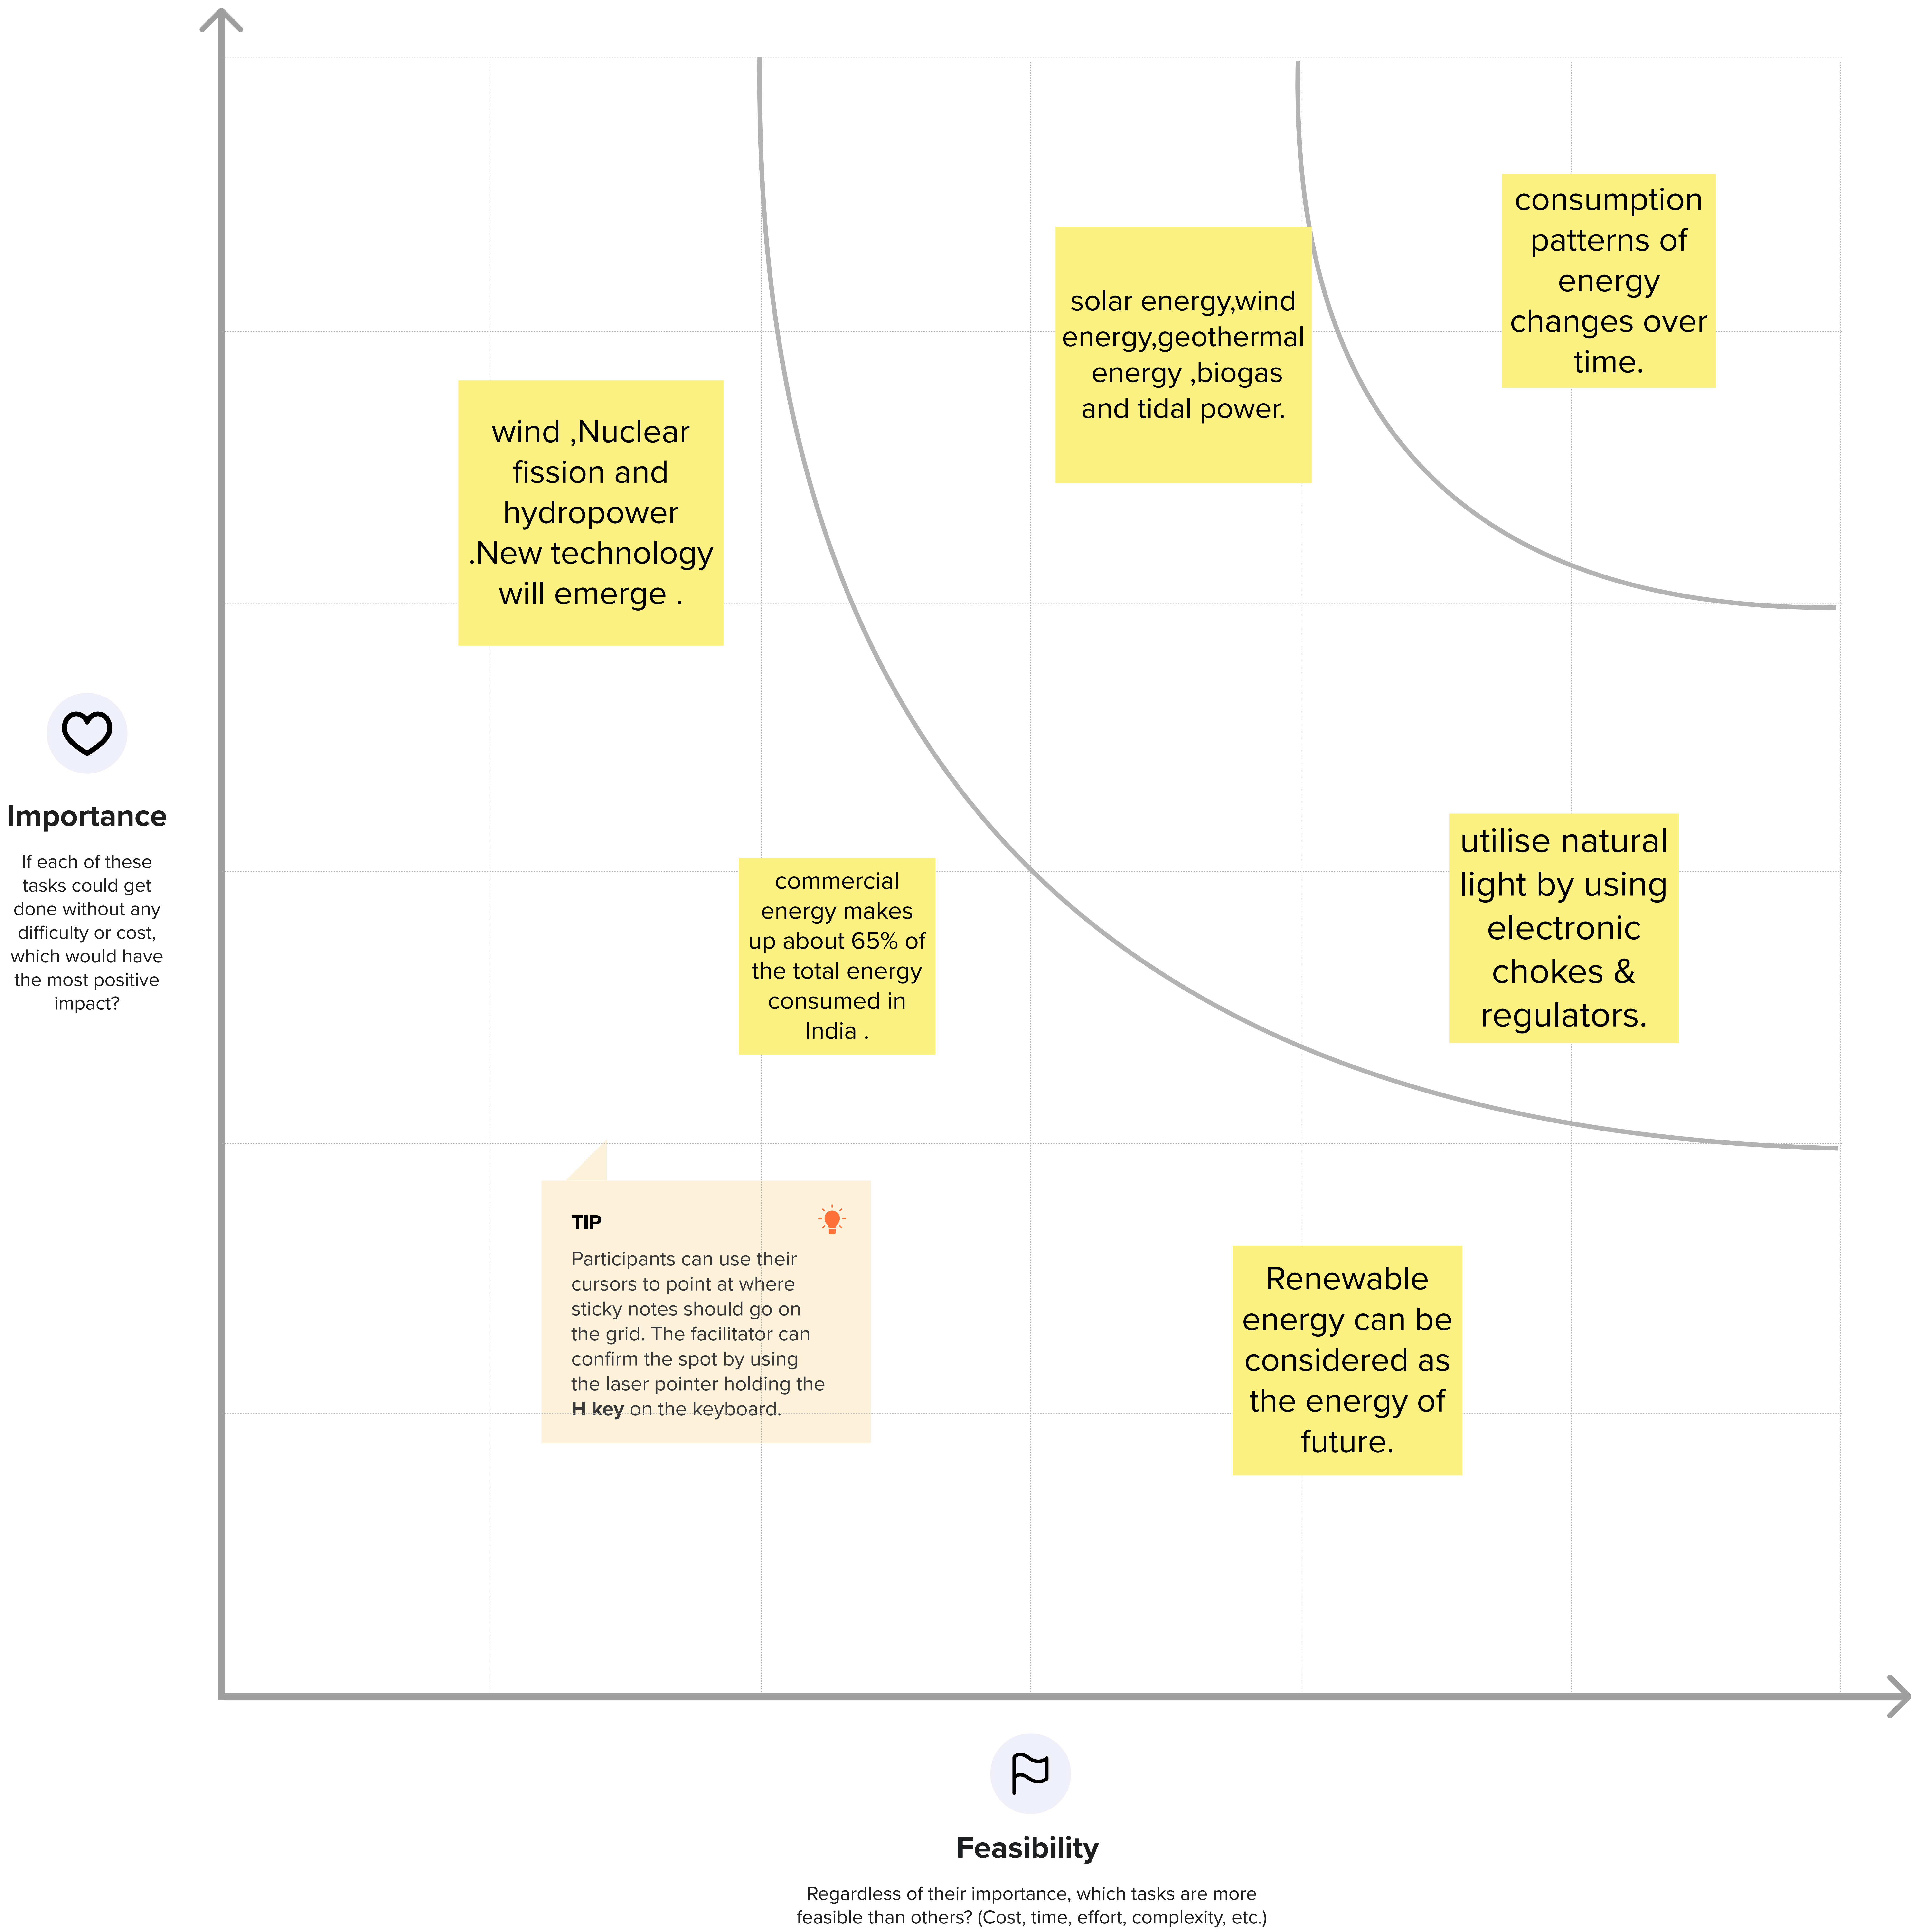 consumption
patterns of
energy
changes over
time.
solar energy,wind
energy,geothermal
energy ,biogas
and tidal power.
wind ,Nuclear
fission and
hydropower
.New technology
will emerge .
Importance
If each of these
tasks could get
done without any
difficulty or cost,
which would have
the most positive
impact?
commercial
energy makes
up about 65% of
the total energy
consumed in
India .
utilise natural
light by using
electronic
chokes &
regulators.
TIP
Participants can use their
cursors to point at where
sticky notes should go on
the grid. The facilitator can
confirm the spot by using
the laser pointer holding the
H key on the keyboard.
Renewable
energy can be
considered as
the energy of
future.
Feasibility
Regardless of their importance, which tasks are more
feasible than others? (Cost, time, effort, complexity, etc.)